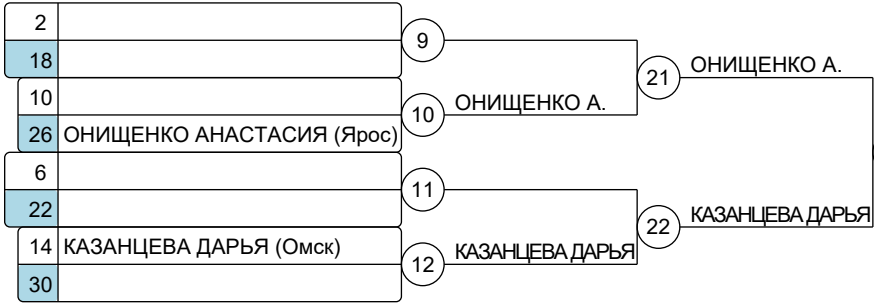 2
9
18
21 ОНИЩЕНКО А.
10
10 ОНИЩЕНКО А.
26 ОНИЩЕНКО АНАСТАСИЯ (Ярос)
6
11
22
22 КАЗАНЦЕВА ДАРЬЯ
14 КАЗАНЦЕВА ДАРЬЯ (Омск)
12 КАЗАНЦЕВА ДАРЬЯ
30